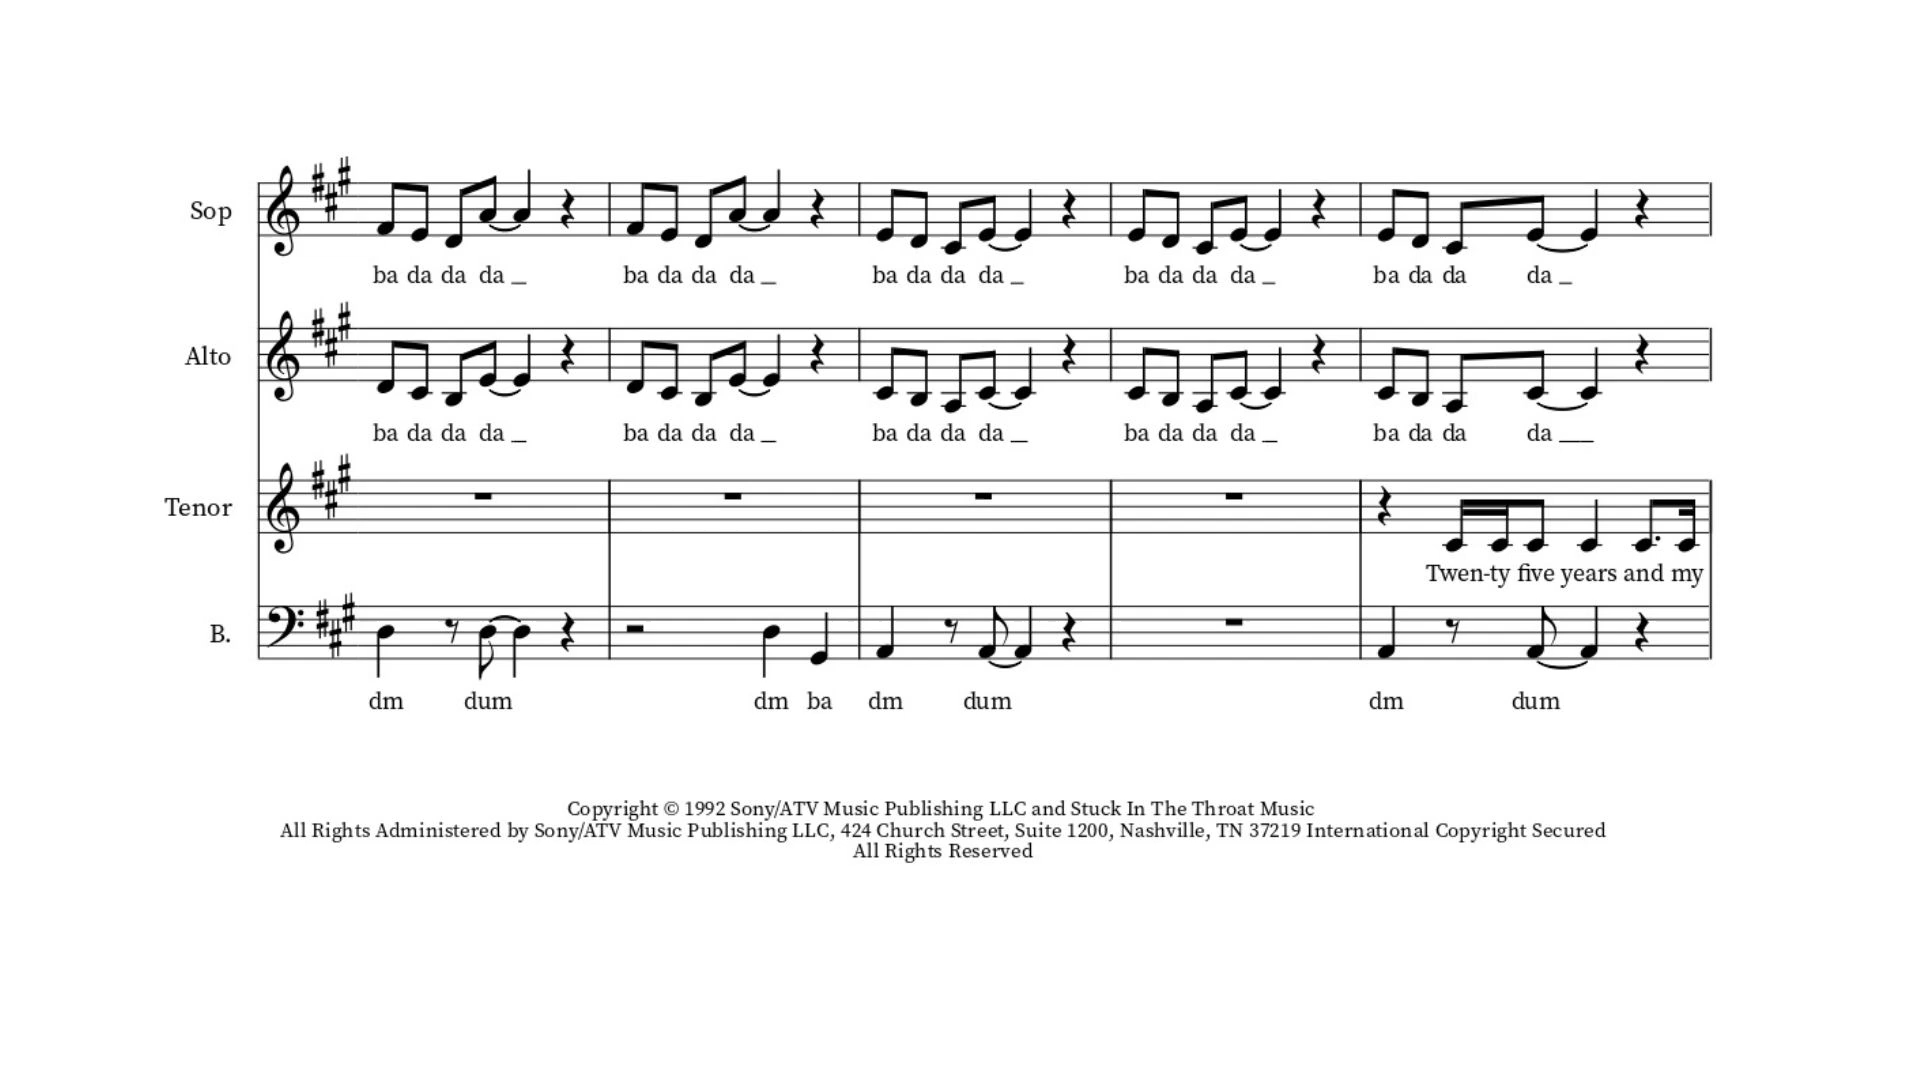 Sop
ba da da da _ ba da da da _ ba da da da _ ba da da da _ ba da da da _
Alto
ba da da da _ ba da da da _ ba da da da _ ba da da da _ ba da da da __
Tenor
Twen-ty five years and my
B.
dm dum dm ba dm dum dm dum
Copyright © 1992 Sony/ATV Music Publishing LLC and Stuck In The Throat Music
All Rights Administered by Sony/ATV Music Publishing LLC, 424 Church Street, Suite 1200, Nashville, TN 37219 International Copyright Secured
All Rights Reserved